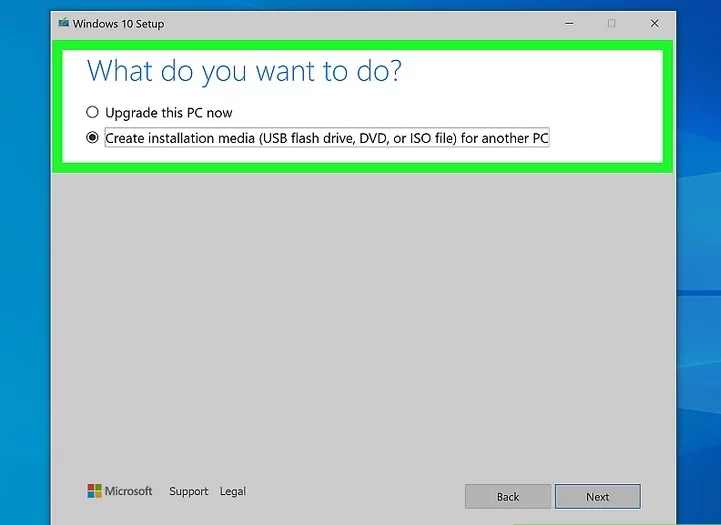 Windows 10 Setup
What do you want to do?
Upgrade this PC now
Create installation media (USB flash drive, DVD, or ISO file) for another PC
Microsoft Support Legal
Back Next